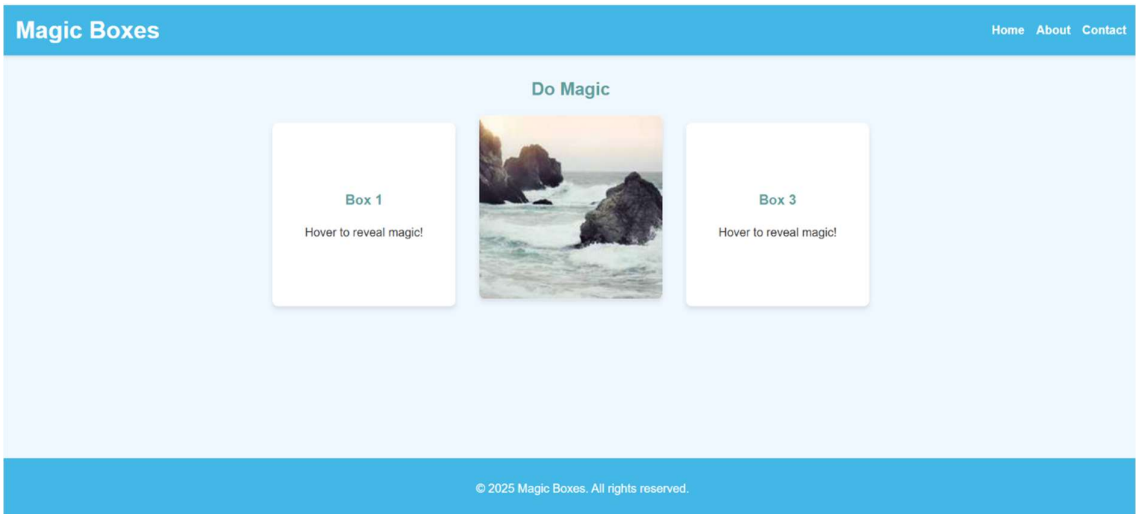 Magic Boxes
Home About Contact
Do Magic
Box 1
Hover to reveal magic!
Box 3
Hover to reveal magic!
© 2025 Magic Boxes. All rights reserved.